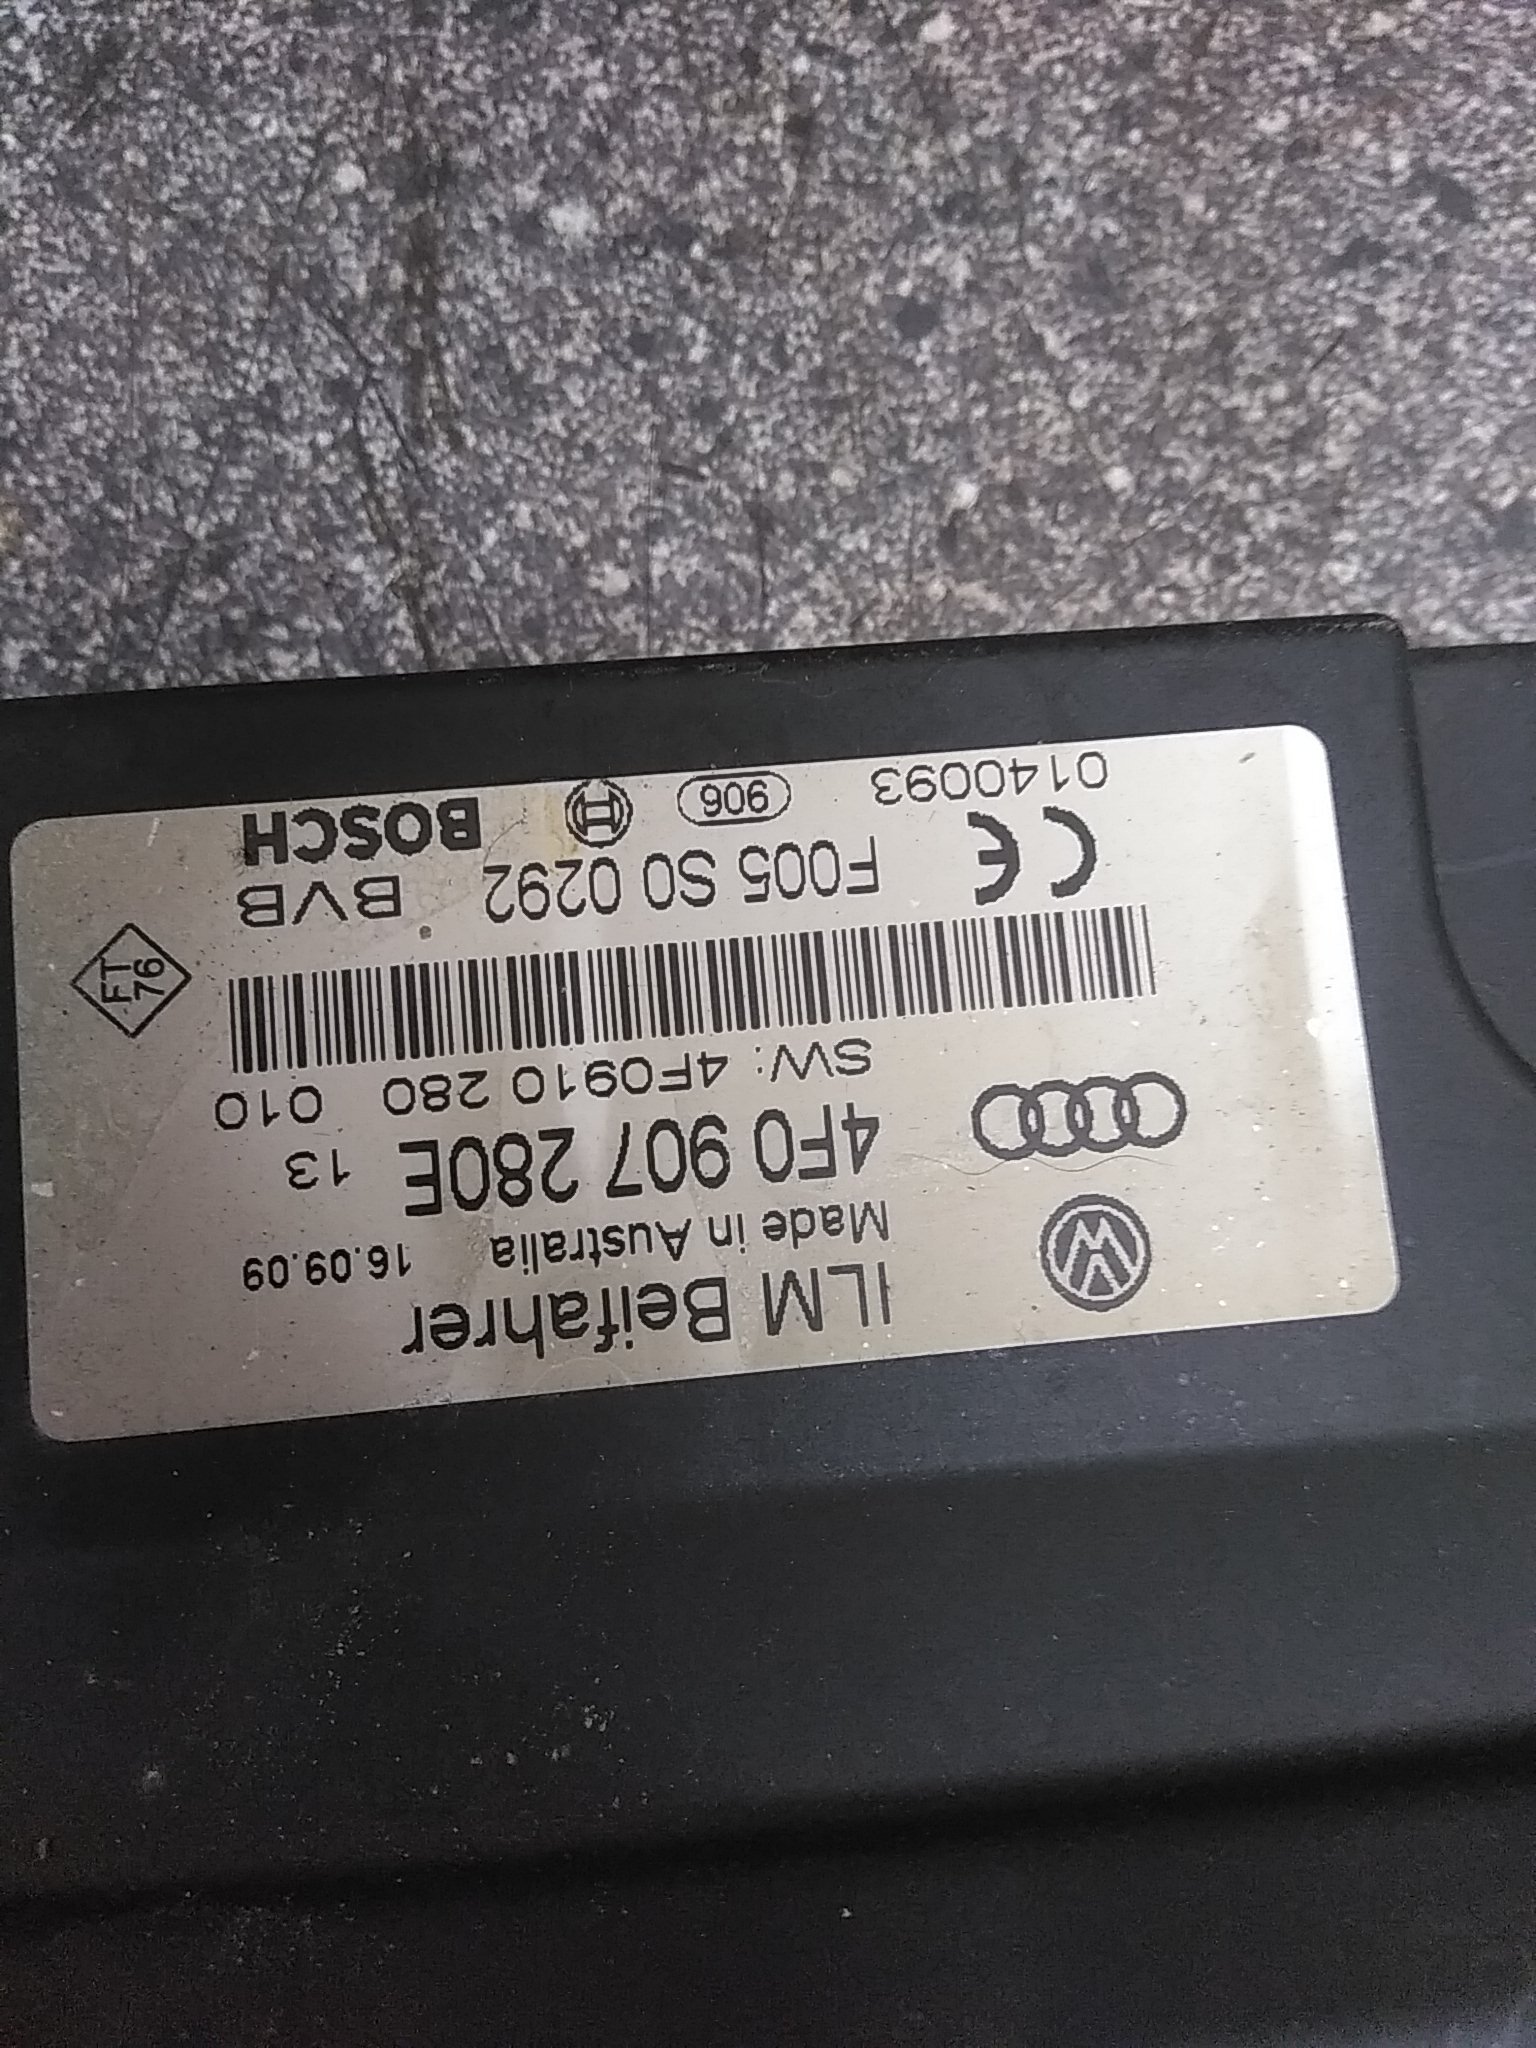 ILM Beifahrer
Made in Australia 16.09.09
4F0 907 280E 13
SW: 4F0910 280 010
FT
76
F005 S0 0292 BVB
CE
0140093 906 BOSCH